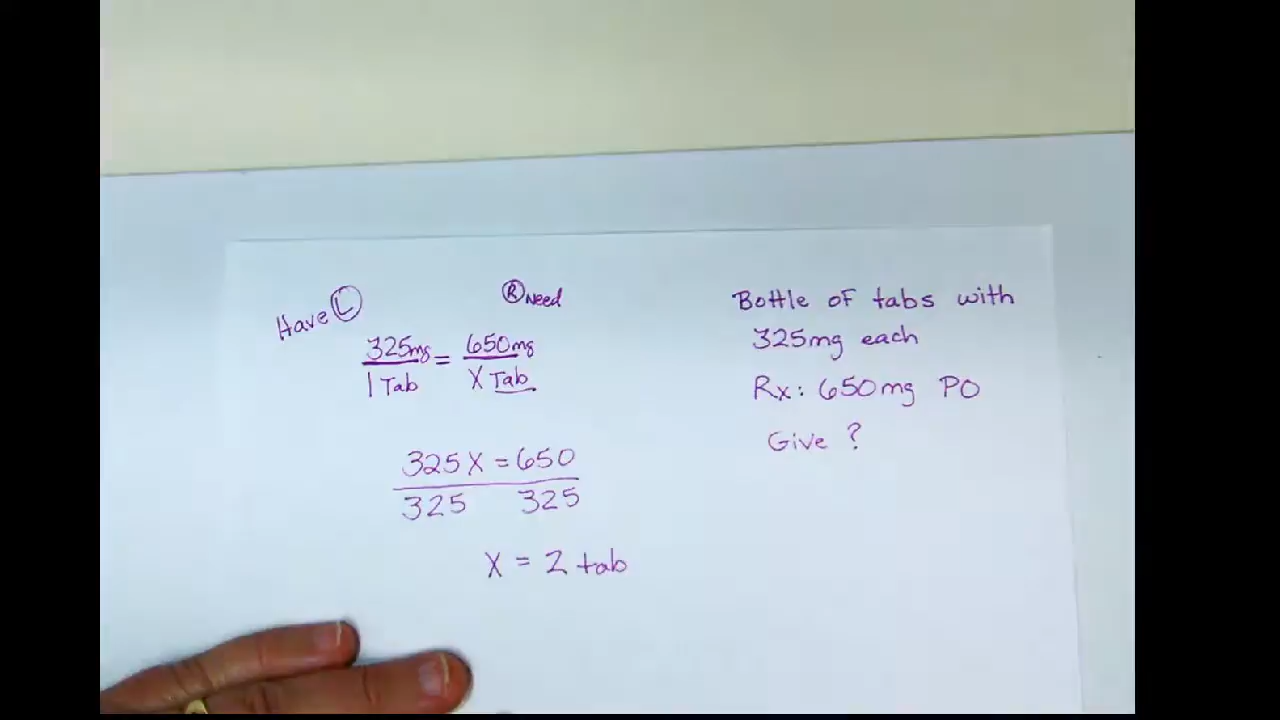 Have Ⓛ
Ⓡ Need
325mg = 650mg
1 Tab X Tab
325X = 650
325 325
X = 2 tab
Bottle of tabs with
325mg each
Rx: 650mg PO
Give ?